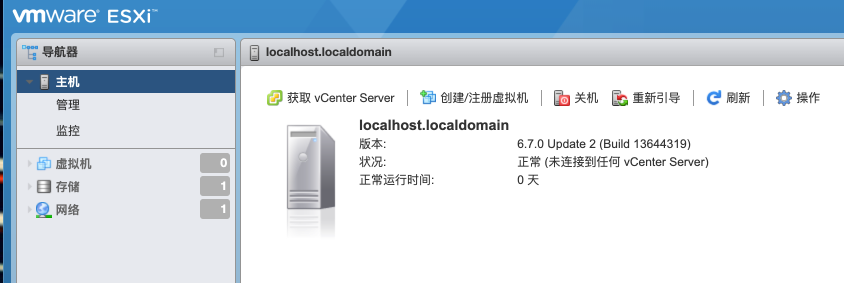 vmware ESXi™
导航器
主机
管理
监控
虚拟机 0
存储 1
网络 1
localhost.localdomain
获取 vCenter Server 创建/注册虚拟机 关机 重新引导 刷新 操作
localhost.localdomain
版本: 6.7.0 Update 2 (Build 13644319)
状况: 正常 (未连接到任何 vCenter Server)
正常运行时间: 0 天